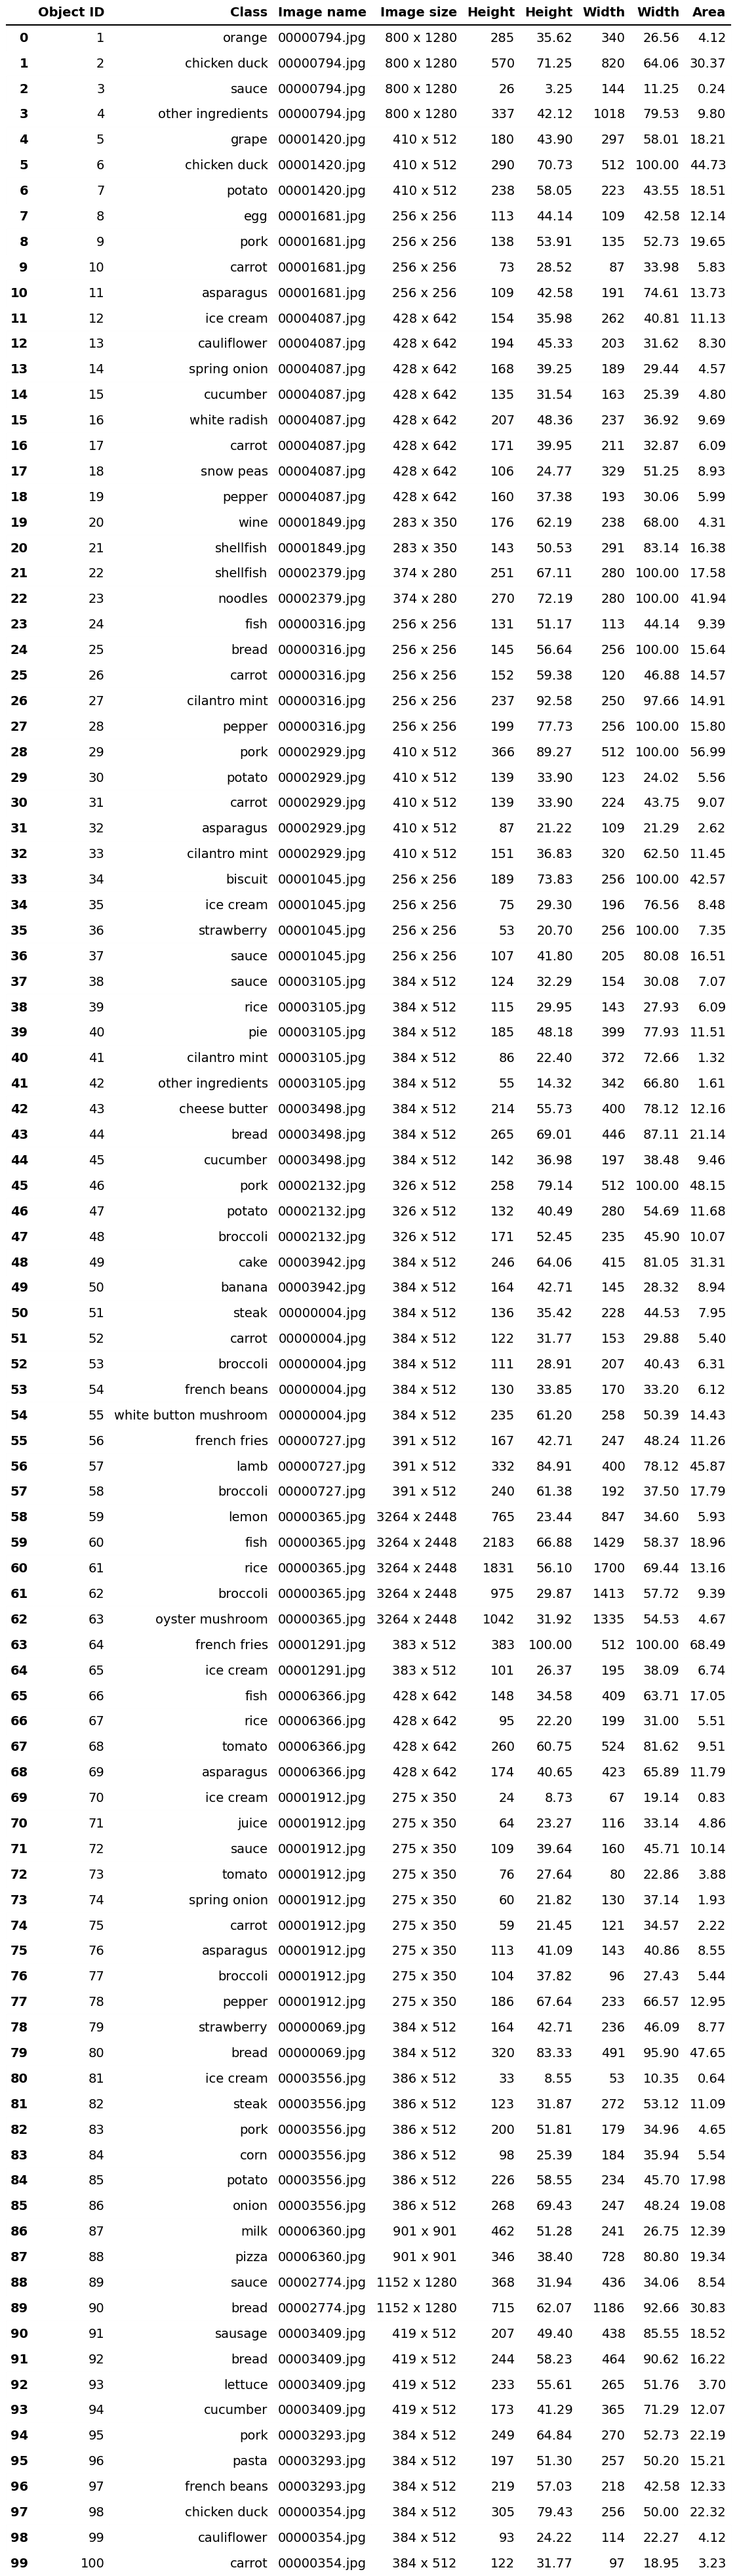 Object ID Class Image name Image size Height Height Width Width Area
0 1 orange 00000794.jpg 800 x 1280 285 35.62 340 26.56 4.12
1 2 chicken duck 00000794.jpg 800 x 1280 570 71.25 820 64.06 30.37
2 3 sauce 00000794.jpg 800 x 1280 26 3.25 144 11.25 0.24
3 4 other ingredients 00000794.jpg 800 x 1280 337 42.12 1018 79.53 9.80
4 5 grape 00001420.jpg 410 x 512 180 43.90 297 58.01 18.21
5 6 chicken duck 00001420.jpg 410 x 512 290 70.73 512 100.00 44.73
6 7 potato 00001420.jpg 410 x 512 238 58.05 223 43.55 18.51
7 8 egg 00001681.jpg 256 x 256 113 44.14 109 42.58 12.14
8 9 pork 00001681.jpg 256 x 256 138 53.91 135 52.73 19.65
9 10 carrot 00001681.jpg 256 x 256 73 28.52 87 33.98 5.83
10 11 asparagus 00001681.jpg 256 x 256 109 42.58 191 74.61 13.73
11 12 ice cream 00004087.jpg 428 x 642 154 35.98 262 40.81 11.13
12 13 cauliflower 00004087.jpg 428 x 642 194 45.33 203 31.62 8.30
13 14 spring onion 00004087.jpg 428 x 642 168 39.25 189 29.44 4.57
14 15 cucumber 00004087.jpg 428 x 642 135 31.54 163 25.39 4.80
15 16 white radish 00004087.jpg 428 x 642 207 48.36 237 36.92 9.69
16 17 carrot 00004087.jpg 428 x 642 171 39.95 211 32.87 6.09
17 18 snow peas 00004087.jpg 428 x 642 106 24.77 329 51.25 8.93
18 19 pepper 00004087.jpg 428 x 642 160 37.38 193 30.06 5.99
19 20 wine 00001849.jpg 283 x 350 176 62.19 238 68.00 4.31
20 21 shellfish 00001849.jpg 283 x 350 143 50.53 291 83.14 16.38
21 22 shellfish 00002379.jpg 374 x 280 251 67.11 280 100.00 17.58
22 23 noodles 00002379.jpg 374 x 280 270 72.19 280 100.00 41.94
23 24 fish 00000316.jpg 256 x 256 131 51.17 113 44.14 9.39
24 25 bread 00000316.jpg 256 x 256 145 56.64 256 100.00 15.64
25 26 carrot 00000316.jpg 256 x 256 152 59.38 120 46.88 14.57
26 27 cilantro mint 00000316.jpg 256 x 256 237 92.58 250 97.66 14.91
27 28 pepper 00000316.jpg 256 x 256 199 77.73 256 100.00 15.80
28 29 pork 00002929.jpg 410 x 512 366 89.27 512 100.00 56.99
29 30 potato 00002929.jpg 410 x 512 139 33.90 123 24.02 5.56
30 31 carrot 00002929.jpg 410 x 512 139 33.90 224 43.75 9.07
31 32 asparagus 00002929.jpg 410 x 512 87 21.22 109 21.29 2.62
32 33 cilantro mint 00002929.jpg 410 x 512 151 36.83 320 62.50 11.45
33 34 biscuit 00001045.jpg 256 x 256 189 73.83 256 100.00 42.57
34 35 ice cream 00001045.jpg 256 x 256 75 29.30 196 76.56 8.48
35 36 strawberry 00001045.jpg 256 x 256 53 20.70 256 100.00 7.35
36 37 sauce 00001045.jpg 256 x 256 107 41.80 205 80.08 16.51
37 38 sauce 00003105.jpg 384 x 512 124 32.29 154 30.08 7.07
38 39 rice 00003105.jpg 384 x 512 115 29.95 143 27.93 6.09
39 40 pie 00003105.jpg 384 x 512 185 48.18 399 77.93 11.51
40 41 cilantro mint 00003105.jpg 384 x 512 86 22.40 372 72.66 1.32
41 42 other ingredients 00003105.jpg 384 x 512 55 14.32 342 66.80 1.61
42 43 cheese butter 00003498.jpg 384 x 512 214 55.73 400 78.12 12.16
43 44 bread 00003498.jpg 384 x 512 265 69.01 446 87.11 21.14
44 45 cucumber 00003498.jpg 384 x 512 142 36.98 197 38.48 9.46
45 46 pork 00002132.jpg 326 x 512 258 79.14 512 100.00 48.15
46 47 potato 00002132.jpg 326 x 512 132 40.49 280 54.69 11.68
47 48 broccoli 00002132.jpg 326 x 512 171 52.45 235 45.90 10.07
48 49 cake 00003942.jpg 384 x 512 246 64.06 415 81.05 31.31
49 50 banana 00003942.jpg 384 x 512 164 42.71 145 28.32 8.94
50 51 steak 00000004.jpg 384 x 512 136 35.42 228 44.53 7.95
51 52 carrot 00000004.jpg 384 x 512 122 31.77 153 29.88 5.40
52 53 broccoli 00000004.jpg 384 x 512 111 28.91 207 40.43 6.31
53 54 french beans 00000004.jpg 384 x 512 130 33.85 170 33.20 6.12
54 55 white button mushroom 00000004.jpg 384 x 512 235 61.20 258 50.39 14.43
55 56 french fries 00000727.jpg 391 x 512 167 42.71 247 48.24 11.26
56 57 lamb 00000727.jpg 391 x 512 332 84.91 400 78.12 45.87
57 58 broccoli 00000727.jpg 391 x 512 240 61.38 192 37.50 17.79
58 59 lemon 00000365.jpg 3264 x 2448 765 23.44 847 34.60 5.93
59 60 fish 00000365.jpg 3264 x 2448 2183 66.88 1429 58.37 18.96
60 61 rice 00000365.jpg 3264 x 2448 1831 56.10 1700 69.44 13.16
61 62 broccoli 00000365.jpg 3264 x 2448 975 29.87 1413 57.72 9.39
62 63 oyster mushroom 00000365.jpg 3264 x 2448 1042 31.92 1335 54.53 4.67
63 64 french fries 00001291.jpg 383 x 512 383 100.00 512 100.00 68.49
64 65 ice cream 00001291.jpg 383 x 512 101 26.37 195 38.09 6.74
65 66 fish 00006366.jpg 428 x 642 148 34.58 409 63.71 17.05
66 67 rice 00006366.jpg 428 x 642 95 22.20 199 31.00 5.51
67 68 tomato 00006366.jpg 428 x 642 260 60.75 524 81.62 9.51
68 69 asparagus 00006366.jpg 428 x 642 174 40.65 423 65.89 11.79
69 70 ice cream 00001912.jpg 275 x 350 24 8.73 67 19.14 0.83
70 71 juice 00001912.jpg 275 x 350 64 23.27 116 33.14 4.86
71 72 sauce 00001912.jpg 275 x 350 109 39.64 160 45.71 10.14
72 73 tomato 00001912.jpg 275 x 350 76 27.64 80 22.86 3.88
73 74 spring onion 00001912.jpg 275 x 350 60 21.82 130 37.14 1.93
74 75 carrot 00001912.jpg 275 x 350 59 21.45 121 34.57 2.22
75 76 asparagus 00001912.jpg 275 x 350 113 41.09 143 40.86 8.55
76 77 broccoli 00001912.jpg 275 x 350 104 37.82 96 27.43 5.44
77 78 pepper 00001912.jpg 275 x 350 186 67.64 233 66.57 12.95
78 79 strawberry 00000069.jpg 384 x 512 164 42.71 236 46.09 8.77
79 80 bread 00000069.jpg 384 x 512 320 83.33 491 95.90 47.65
80 81 ice cream 00003556.jpg 386 x 512 33 8.55 53 10.35 0.64
81 82 steak 00003556.jpg 386 x 512 123 31.87 272 53.12 11.09
82 83 pork 00003556.jpg 386 x 512 200 51.81 179 34.96 4.65
83 84 corn 00003556.jpg 386 x 512 98 25.39 184 35.94 5.54
84 85 potato 00003556.jpg 386 x 512 226 58.55 234 45.70 17.98
85 86 onion 00003556.jpg 386 x 512 268 69.43 247 48.24 19.08
86 87 milk 00006360.jpg 901 x 901 462 51.28 241 26.75 12.39
87 88 pizza 00006360.jpg 901 x 901 346 38.40 728 80.80 19.34
88 89 sauce 00002774.jpg 1152 x 1280 368 31.94 436 34.06 8.54
89 90 bread 00002774.jpg 1152 x 1280 715 62.07 1186 92.66 30.83
90 91 sausage 00003409.jpg 419 x 512 207 49.40 438 85.55 18.52
91 92 bread 00003409.jpg 419 x 512 244 58.23 464 90.62 16.22
92 93 lettuce 00003409.jpg 419 x 512 233 55.61 265 51.76 3.70
93 94 cucumber 00003409.jpg 419 x 512 173 41.29 365 71.29 12.07
94 95 pork 00003293.jpg 384 x 512 249 64.84 270 52.73 22.19
95 96 pasta 00003293.jpg 384 x 512 197 51.30 257 50.20 15.21
96 97 french beans 00003293.jpg 384 x 512 219 57.03 218 42.58 12.33
97 98 chicken duck 00000354.jpg 384 x 512 305 79.43 256 50.00 22.32
98 99 cauliflower 00000354.jpg 384 x 512 93 24.22 114 22.27 4.12
99 100 carrot 00000354.jpg 384 x 512 122 31.77 97 18.95 3.23